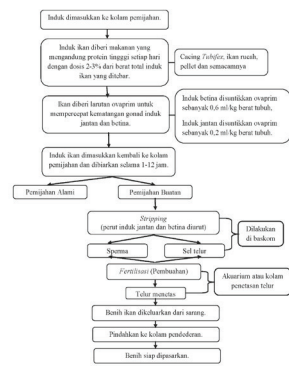 Induk dimasukkan ke kolam pemijahan.
Induk ikan diberi makanan yang
mengandung protein tingggi setiap hari
dengan dosis 2-3% dari berat total induk
ikan yang ditebar.
Cacing Tubifex, ikan rucah,
pellet dan semacamnya
Ikan diberi larutan ovaprim untuk
mempercepat kematangan gonad induk
jantan dan betina.
Induk betina disuntikkan ovaprim
sebanyak 0,6 ml/kg berat tubuh.
Induk jantan disuntikkan ovaprim
sebanyak 0,2 ml/kg berat tubuh.
Induk ikan dimasukkan kembali ke kolam
pemijahan dan dibiarkan selama 1-12 jam.
Pemijahan Alami
Pemijahan Buatan
Stripping
(perut induk jantan dan betina diurut)
Dilakukan
di baskom
Sperma
Sel telur
Fertilisasi (Pembuahan)
Akuarium atau kolam
penetasan telur
Telur menetas
Benih ikan dikeluarkan dari sarang.
Pindahkan ke kolam pendederan.
Benih siap dipasarkan.